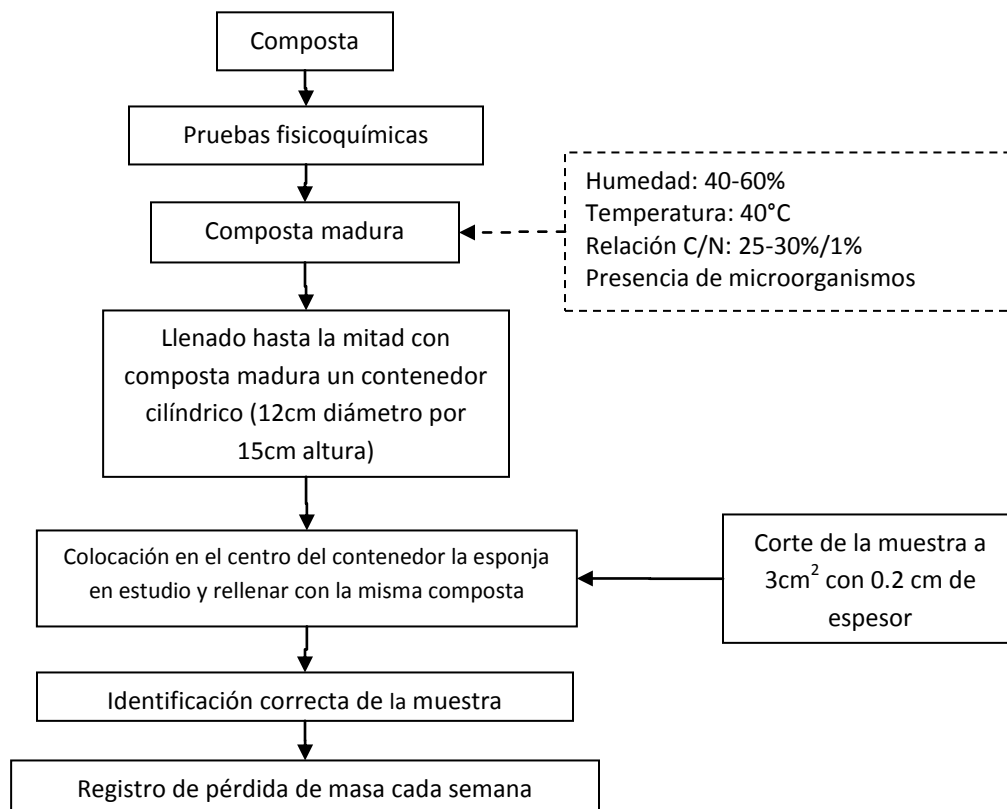 Composta
Pruebas fisicoquímicas
Composta madura
Humedad: 40-60%
Temperatura: 40°C
Relación C/N: 25-30%/1%
Presencia de microorganismos
Llenado hasta la mitad con
composta madura un contenedor
cilíndrico (12cm diámetro por
15cm altura)
Colocación en el centro del contenedor la esponja
en estudio y rellenar con la misma composta
Corte de la muestra a
3cm² con 0.2 cm de
espesor
Identificación correcta de la muestra
Registro de pérdida de masa cada semana